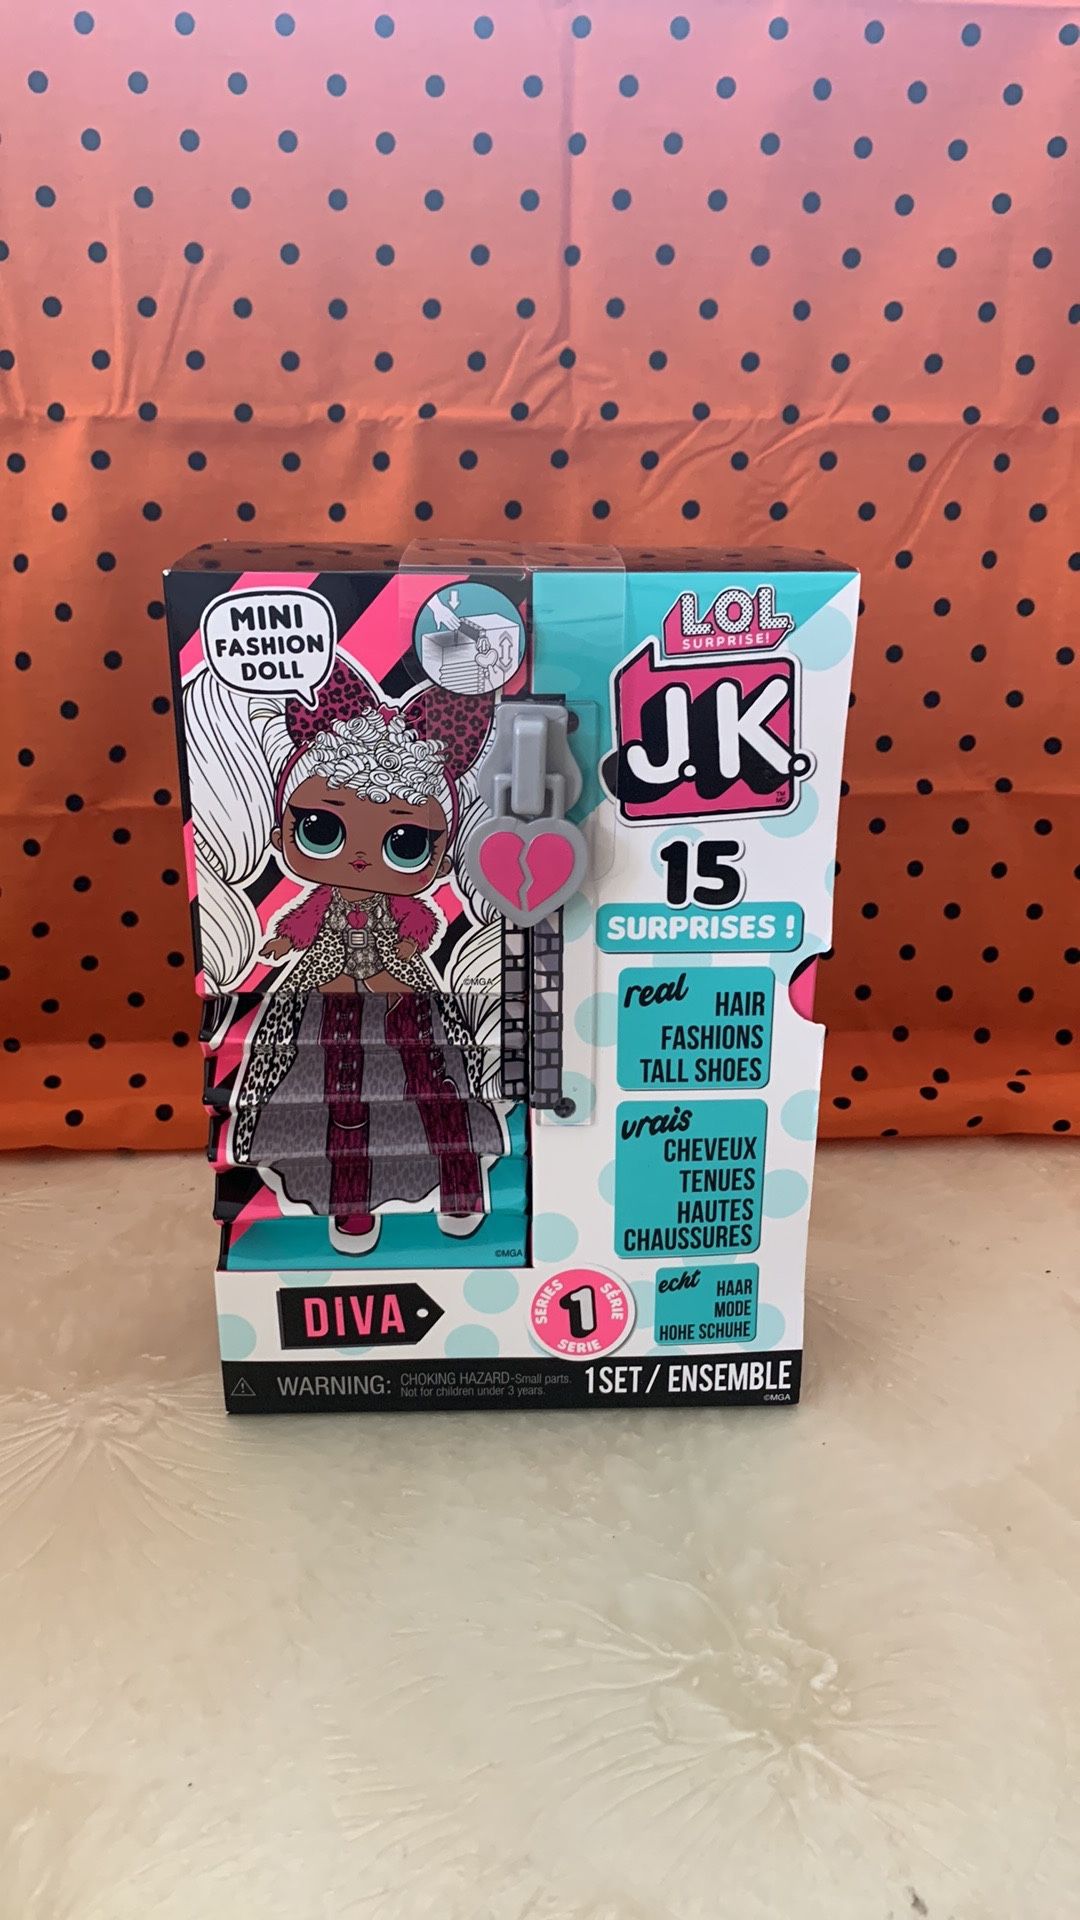 MINI
FASHION
DOLL
L.O.L.
SURPRISE!
J.K.
TM
MC
15
SURPRISES !
real HAIR
FASHIONS
TALL SHOES
vrais
CHEVEUX
TENUES
HAUTES
CHAUSSURES
echt HAAR
MODE
HOHE SCHUHE
©MGA
©MGA
DIVA
SERIES
SÉRIE
1
SERIE
WARNING: CHOKING HAZARD-Small parts.
Not for children under 3 years.
1 SET / ENSEMBLE
©MGA